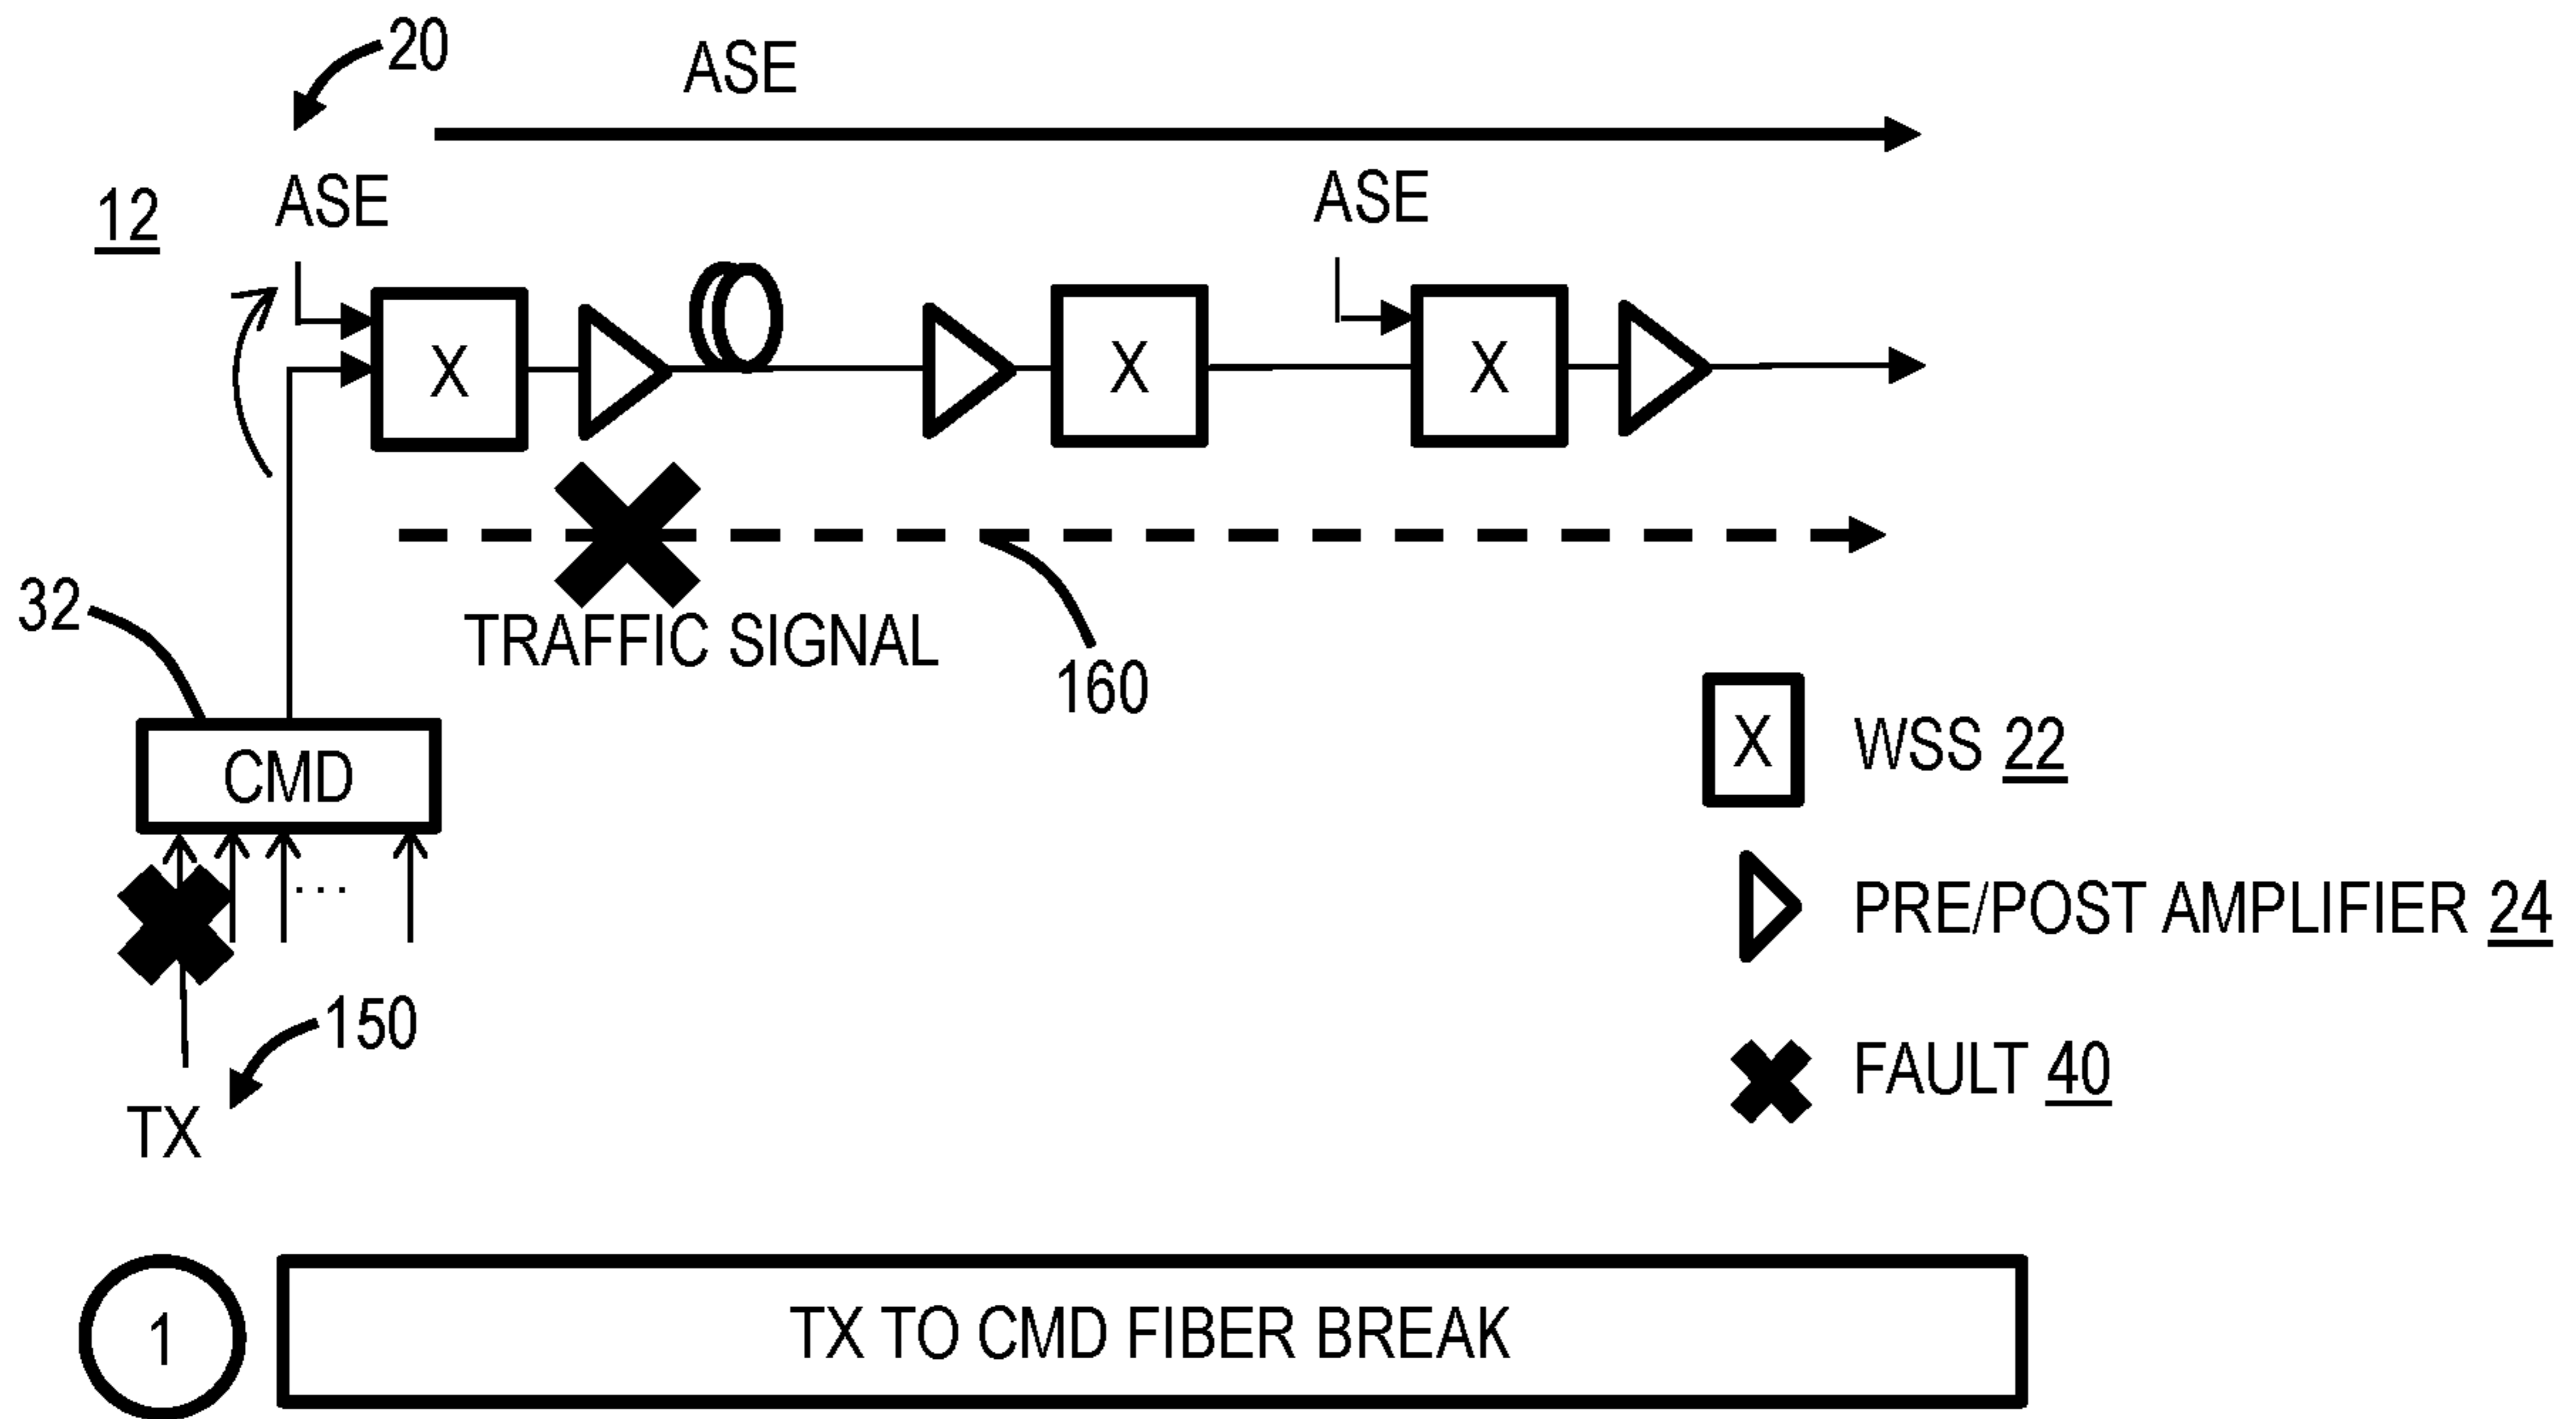 20
ASE
ASE
ASE
12
X
X
X
32
TRAFFIC SIGNAL
160
CMD
X
WSS 22
...
PRE/POST AMPLIFIER 24
150
FAULT 40
TX
1
TX TO CMD FIBER BREAK